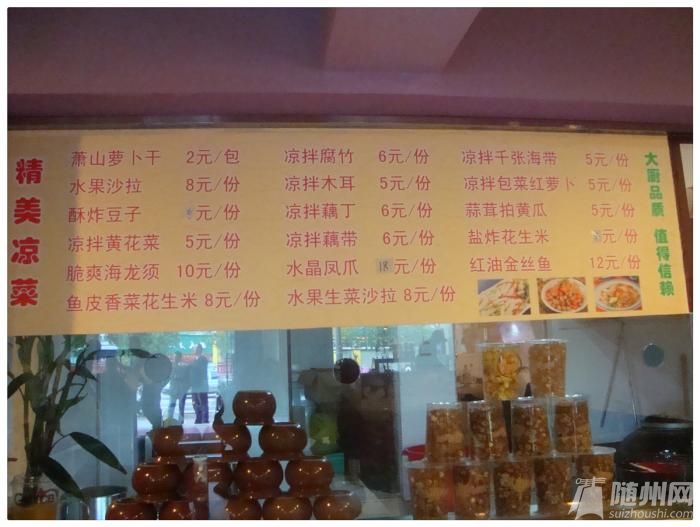 精美凉菜
萧山萝卜干 2元/包
水果沙拉 8元/份
酥炸豆子 元/份
凉拌黄花菜 5元/份
脆爽海龙须 10元/份
鱼皮香菜花生米 8元/份
凉拌腐竹 6元/份
凉拌木耳 5元/份
凉拌藕丁 6元/份
凉拌藕带 6元/份
水晶凤爪 18元/份
水果生菜沙拉 8元/份
凉拌千张海带 5元/份
凉拌包菜红萝卜 5元/份
蒜茸拍黄瓜 5元/份
盐炸花生米 元/份
红油金丝鱼 12元/份
大厨品质 值得信赖
随州网
suizhoushi.com